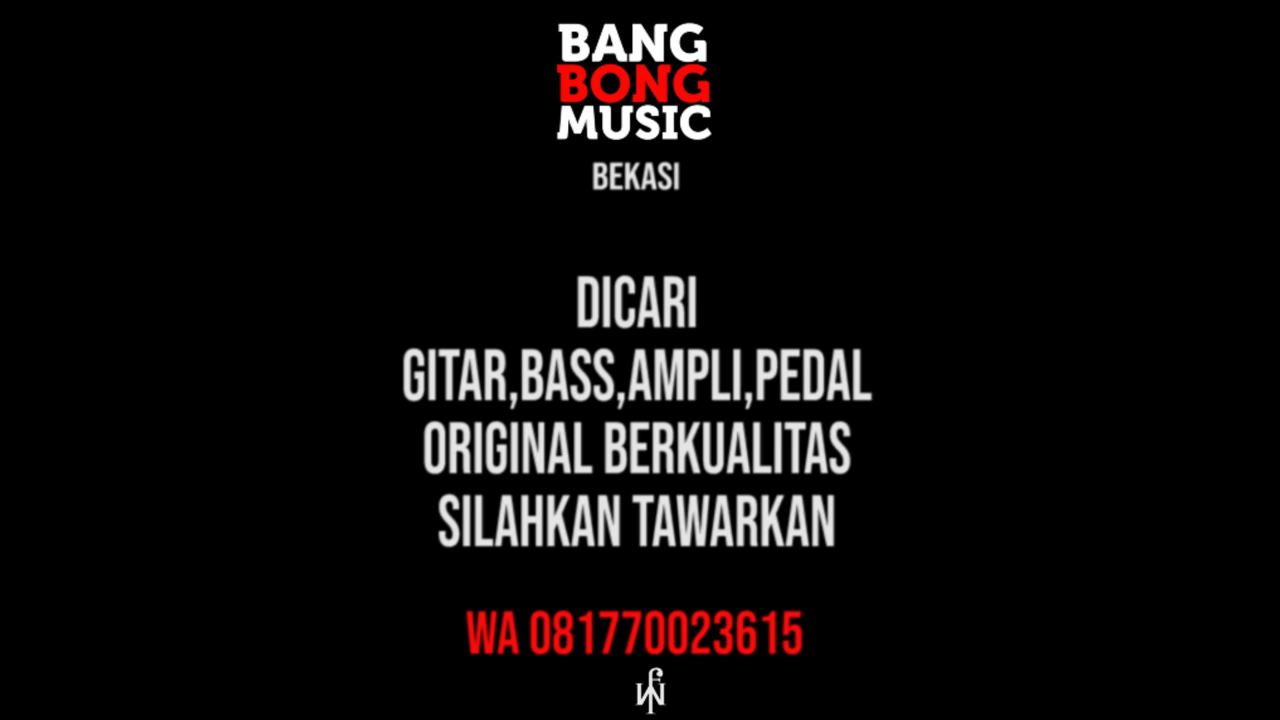 BANG
BONG
MUSIC
BEKASI
DICARI
GITAR,BASS,AMPLI,PEDAL
ORIGINAL BERKUALITAS
SILAHKAN TAWARKAN
WA 081770023615